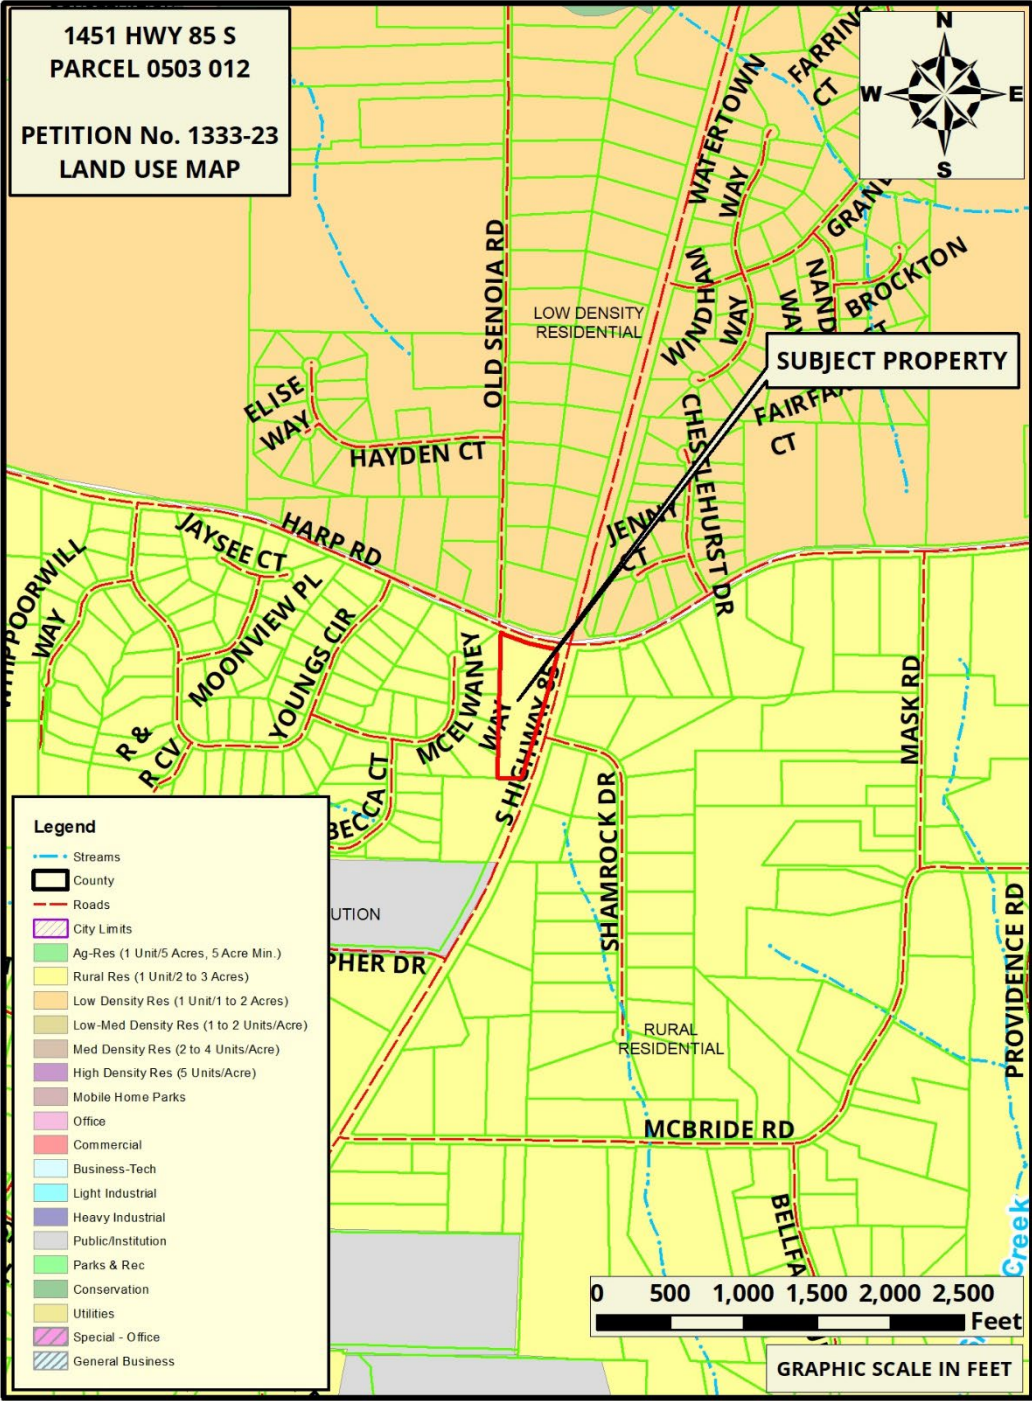 1451 HWY 85 S
PARCEL 0503 012
PETITION No. 1333-23
LAND USE MAP
N
W
E
S
FARRING
CT
WATERTOWN
WAY
GRAN
BROCKTON
NAND
WAY
WINDHAM
WAY
OLD SENOIA RD
LOW DENSITY
RESIDENTIAL
SUBJECT PROPERTY
FAIRFA
CT
ELISE
WAY
HAYDEN CT
CHESTLEHURST DR
JENNY
CT
HARP RD
JAYSEE CT
WAY
MOONVIEW PL
YOUNGS CIR
MCELWANEY
WAY
S HIGHWAY 85
MASK RD
R &
R CV
BECCA CT
SHAMROCK DR
UTION
PHER DR
PROVIDENCE RD
RURAL
RESIDENTIAL
MCBRIDE RD
BELLFA
Creek
Legend
Streams
County
Roads
City Limits
Ag-Res (1 Unit/5 Acres, 5 Acre Min.)
Rural Res (1 Unit/2 to 3 Acres)
Low Density Res (1 Unit/1 to 2 Acres)
Low-Med Density Res (1 to 2 Units/Acre)
Med Density Res (2 to 4 Units/Acre)
High Density Res (5 Units/Acre)
Mobile Home Parks
Office
Commercial
Business-Tech
Light Industrial
Heavy Industrial
Public/Institution
Parks & Rec
Conservation
Utilities
Special - Office
General Business
0 500 1,000 1,500 2,000 2,500
Feet
GRAPHIC SCALE IN FEET